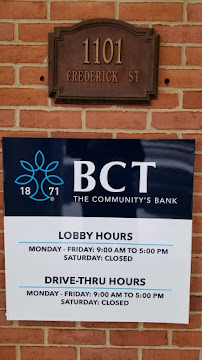 1101
FREDERICK ST
18 71
BCT
THE COMMUNITY'S BANK
LOBBY HOURS
MONDAY - FRIDAY: 9:00 AM TO 5:00 PM
SATURDAY: CLOSED
DRIVE-THRU HOURS
MONDAY - FRIDAY: 9:00 AM TO 5:00 PM
SATURDAY: CLOSED